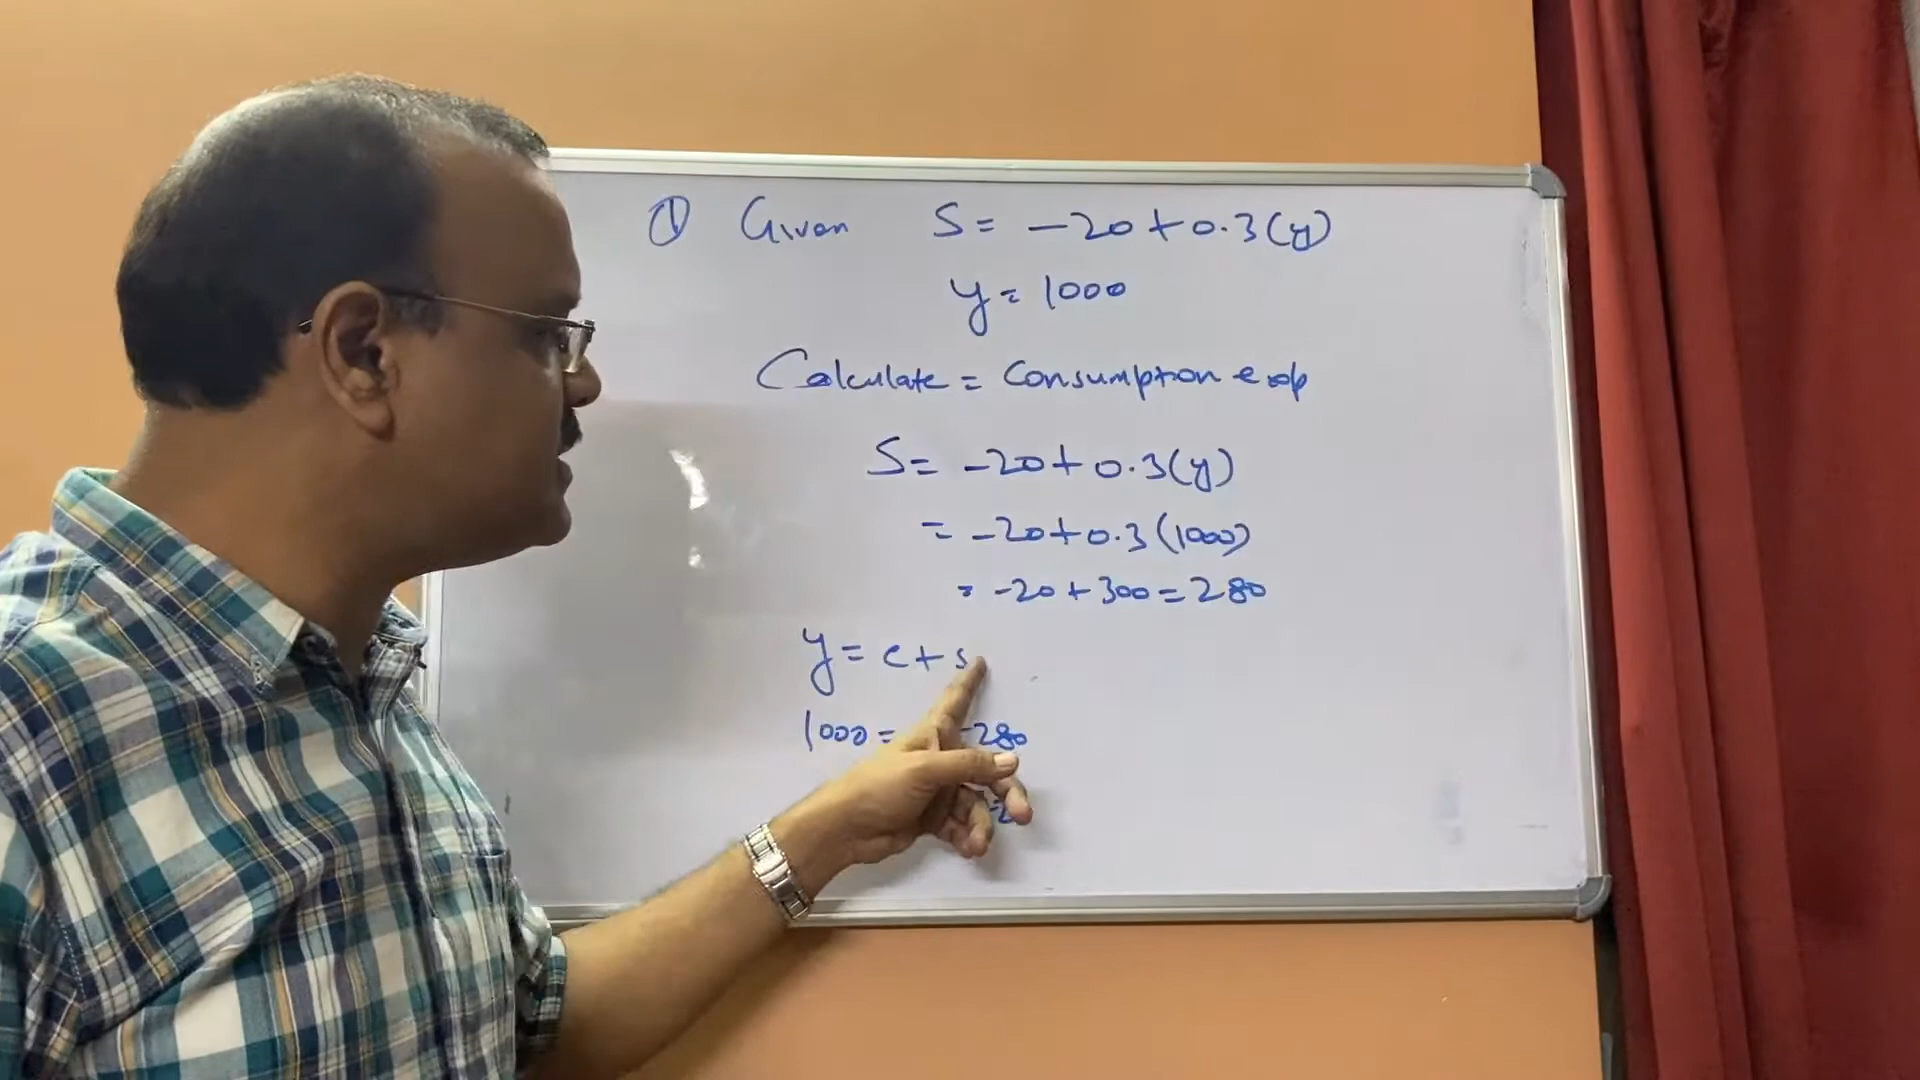 ① Given S = -20 + 0.3(y)
y = 1000
Calculate = Consumption exp
S = -20 + 0.3(y)
= -20 + 0.3(1000)
= -20 + 300 = 280
y = c + s
1000 = 280